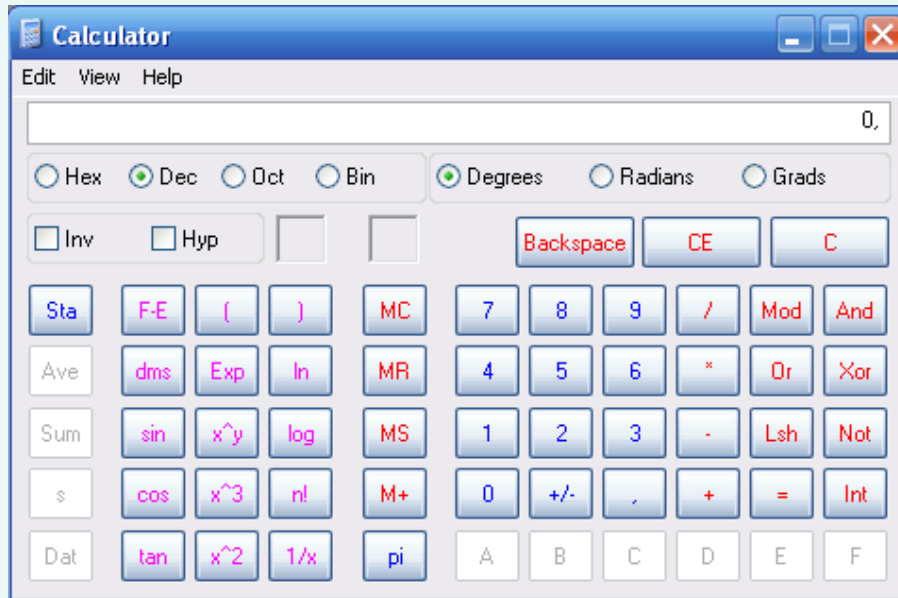 Calculator
Edit View Help
0,
Hex Dec Oct Bin Degrees Radians Grads
Inv Hyp Backspace CE C
Sta F-E ( ) MC 7 8 9 / Mod And
Ave dms Exp ln MR 4 5 6 * Or Xor
Sum sin x^y log MS 1 2 3 - Lsh Not
s cos x^3 n! M+ 0 +/- , + = Int
Dat tan x^2 1/x pi A B C D E F